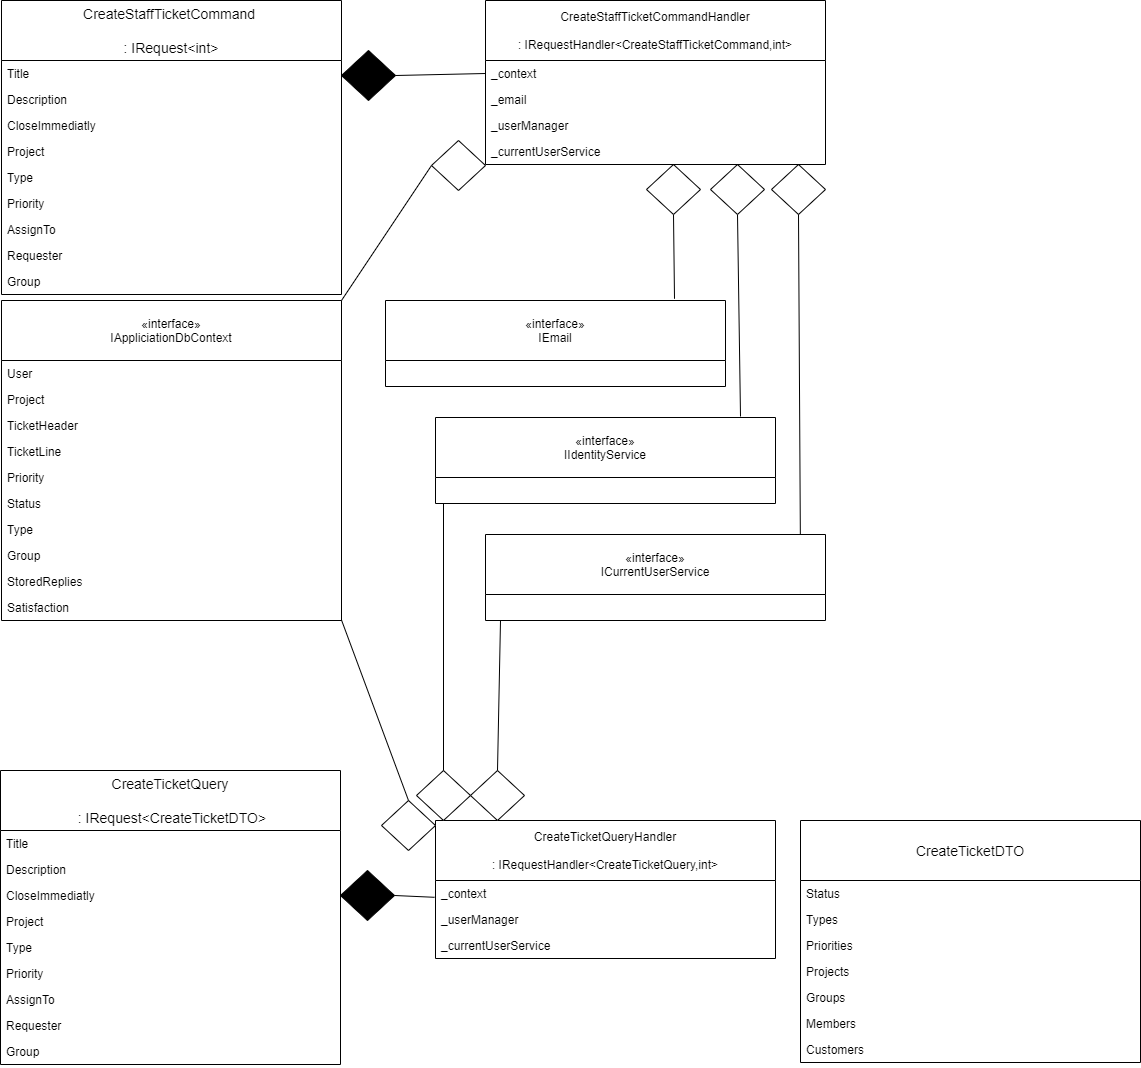 CreateStaffTicketCommand
: IRequest<int>
Title
Description
CloseImmediatly
Project
Type
Priority
AssignTo
Requester
Group
CreateStaffTicketCommandHandler
: IRequestHandler<CreateStaffTicketCommand,int>
_context
_email
_userManager
_currentUserService
«interface»
IAppliciationDbContext
User
Project
TicketHeader
TicketLine
Priority
Status
Type
Group
StoredReplies
Satisfaction
«interface»
IEmail
«interface»
IIdentityService
«interface»
ICurrentUserService
CreateTicketQuery
: IRequest<CreateTicketDTO>
Title
Description
CloseImmediatly
Project
Type
Priority
AssignTo
Requester
Group
CreateTicketQueryHandler
: IRequestHandler<CreateTicketQuery,int>
_context
_userManager
_currentUserService
CreateTicketDTO
Status
Types
Priorities
Projects
Groups
Members
Customers